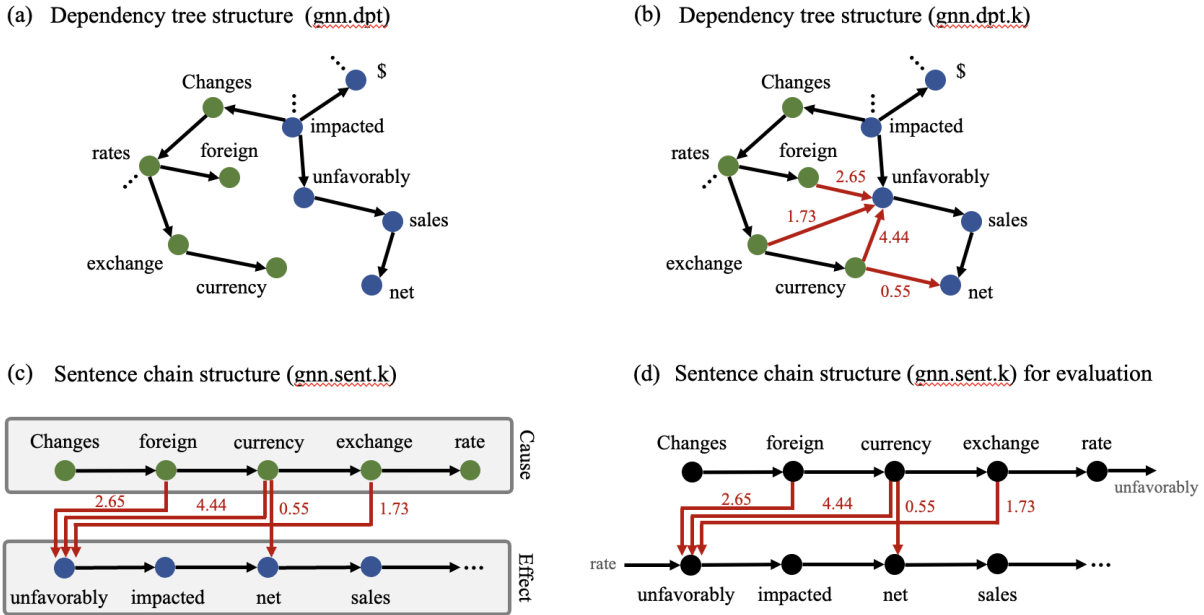 (a) Dependency tree structure (gnn.dpt)
$
Changes
impacted
rates
foreign
unfavorably
sales
exchange
currency
net
(b) Dependency tree structure (gnn.dpt.k)
$
Changes
impacted
rates
foreign
2.65
unfavorably
1.73
sales
4.44
exchange
currency
0.55
net
(c) Sentence chain structure (gnn.sent.k)
Changes foreign currency exchange rate
Cause
2.65 4.44 0.55 1.73
unfavorably impacted net sales
...
Effect
(d) Sentence chain structure (gnn.sent.k) for evaluation
Changes foreign currency exchange rate
unfavorably
2.65 4.44 0.55 1.73
rate
...
unfavorably impacted net sales